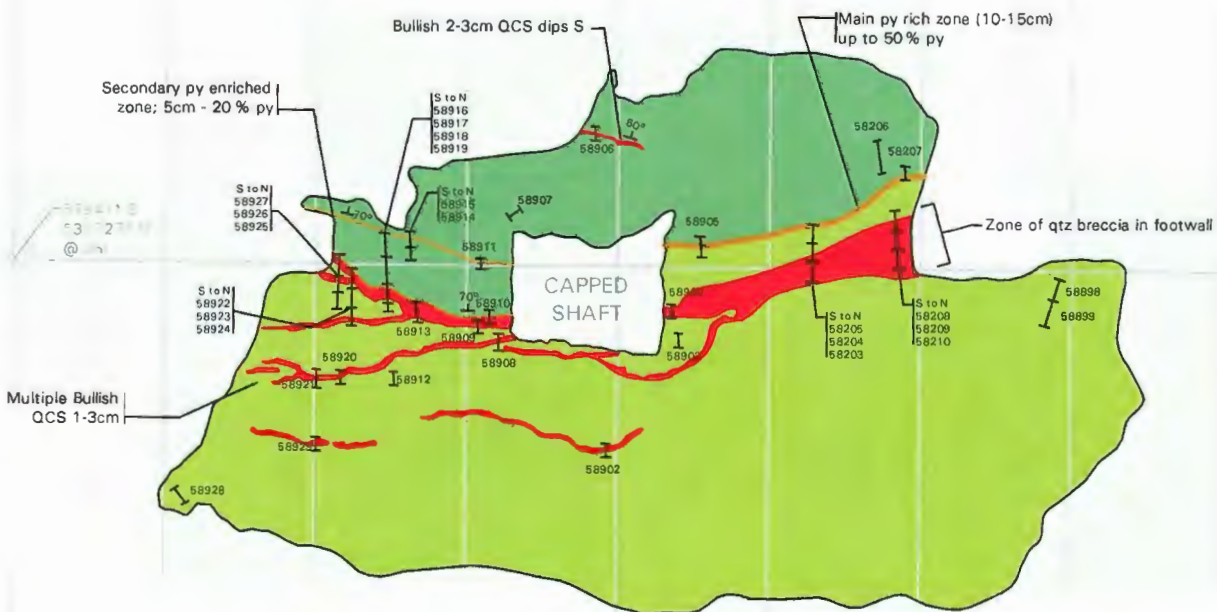 Bullish 2-3cm QCS dips S
Main py rich zone (10-15cm)
up to 50% py
Secondary py enriched
zone; 5cm - 20 % py
S to N
58916
58917
58918
58919
60°
58906
58206
58207
S to N
58927
58926
58925
70°
S to N
58915
58914
58907
58905
58911
Zone of qtz breccia in footwall
CAPPED
SHAFT
S to N
58922
58923
58924
70°
58910
58913
58909
58908
S to N
58205
58204
58203
S to N
58208
58209
58210
58898
58899
58920
58912
Multiple Bullish
QCS 1-3cm
58902
58928